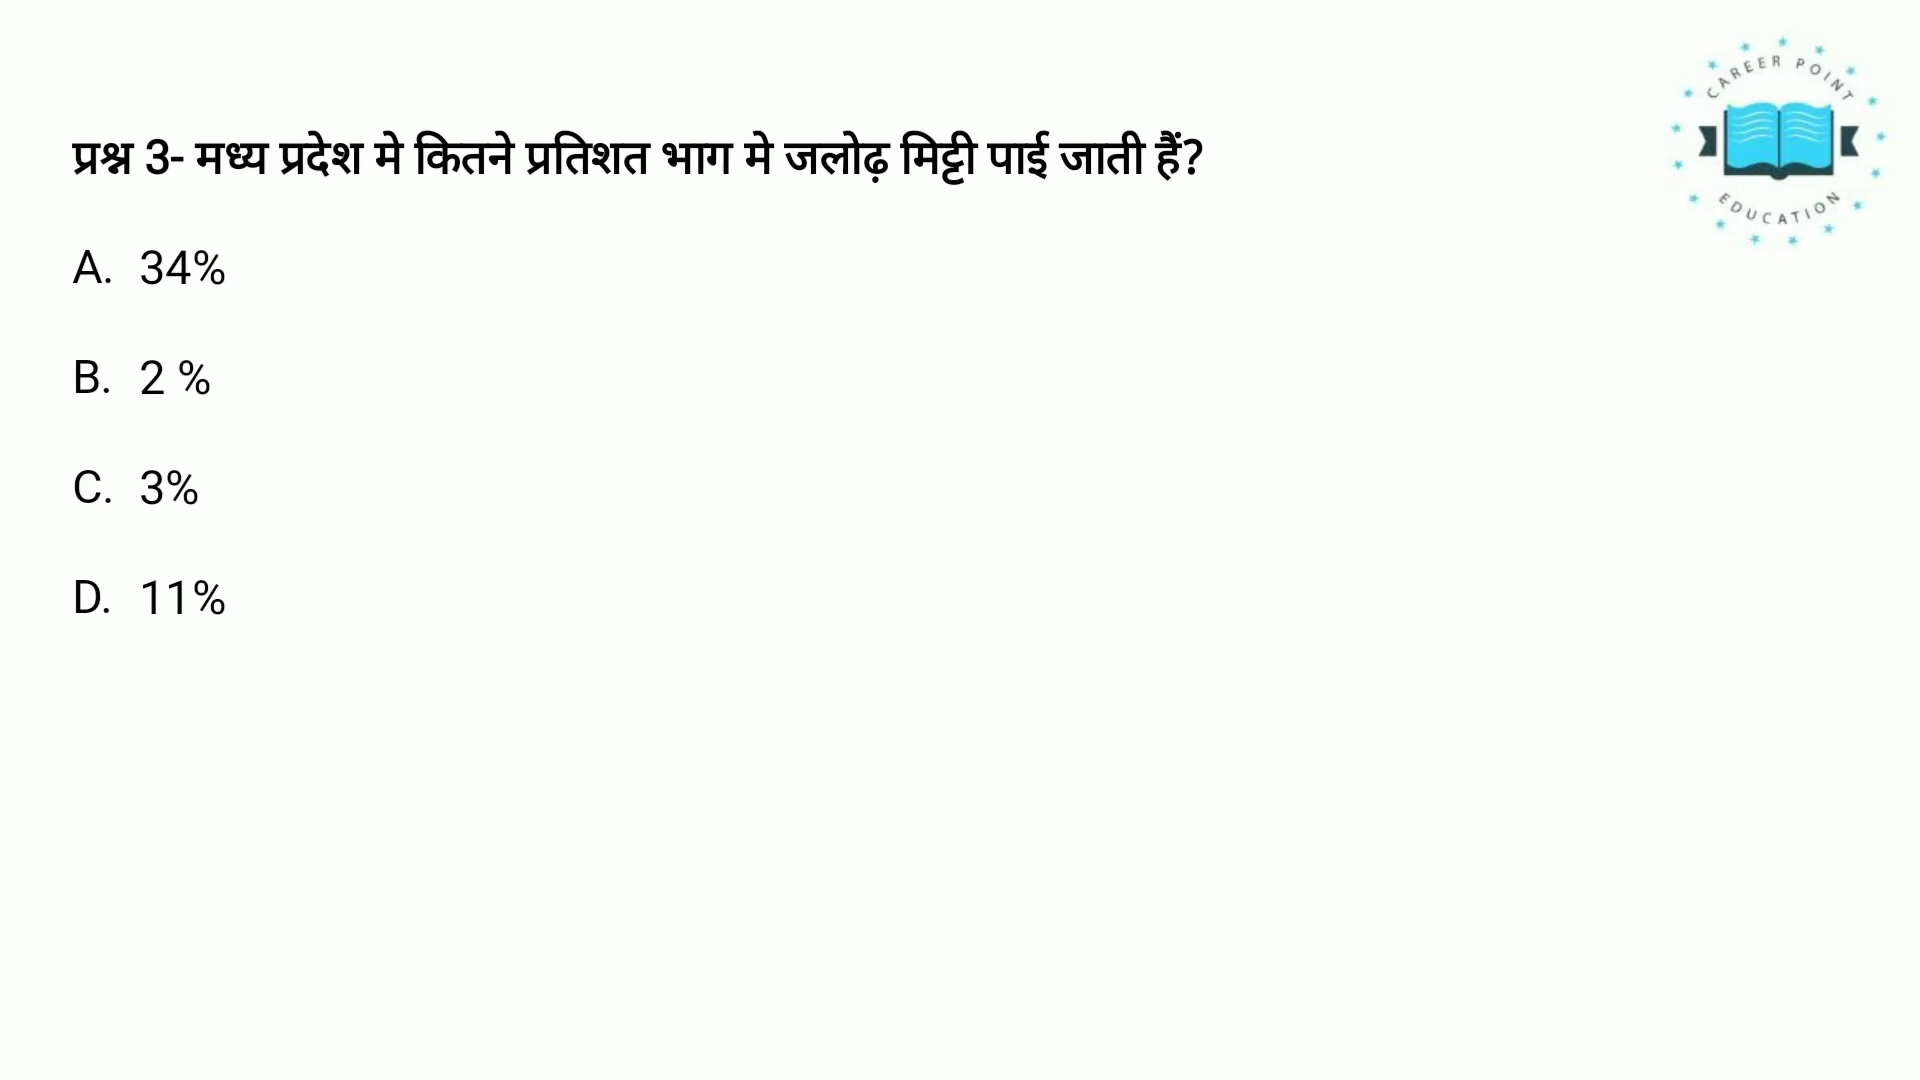 CAREER POINT
प्रश्न 3- मध्य प्रदेश मे कितने प्रतिशत भाग मे जलोढ़ मिट्टी पाई जाती हैं?
EDUCATION
A. 34%
B. 2 %
C. 3%
D. 11%